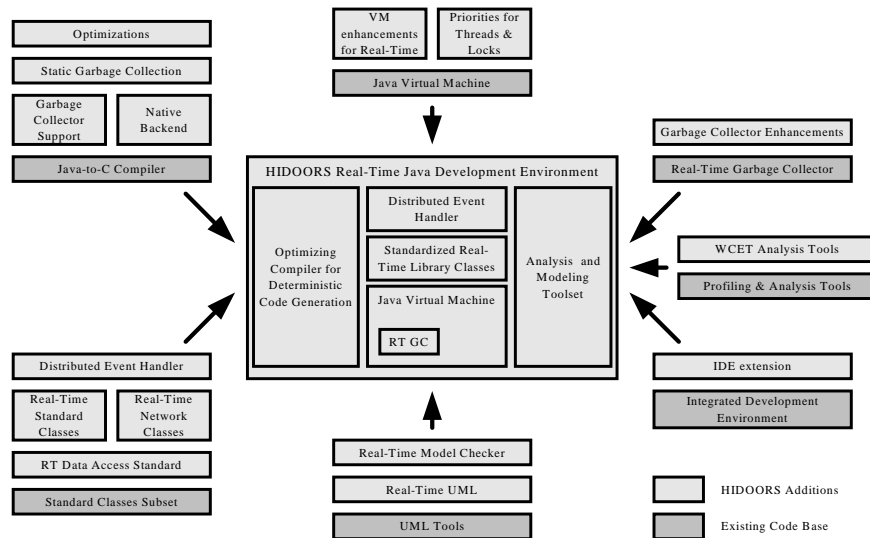 Optimizations
Static Garbage Collection
Garbage
Collector
Support
Native
Backend
Java-to-C Compiler
VM
enhancements
for Real-Time
Priorities for
Threads &
Locks
Java Virtual Machine
Garbage Collector Enhancements
Real-Time Garbage Collector
HIDOORS Real-Time Java Development Environment
Optimizing
Compiler for
Deterministic
Code Generation
Distributed Event
Handler
Standardized Real-
Time Library Classes
Java Virtual Machine
RT GC
Analysis and
Modeling
Toolset
WCET Analysis Tools
Profiling & Analysis Tools
Distributed Event Handler
Real-Time
Standard
Classes
Real-Time
Network
Classes
RT Data Access Standard
Standard Classes Subset
Real-Time Model Checker
Real-Time UML
UML Tools
IDE extension
Integrated Development
Environment
HIDOORS Additions
Existing Code Base